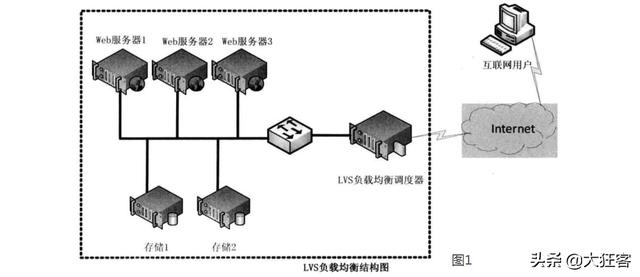 Web服务器1
Web服务器2
Web服务器3
互联网用户
Internet
LVS负载均衡调度器
存储1
存储2
LVS负载均衡结构图
图1
头条 @大狂客